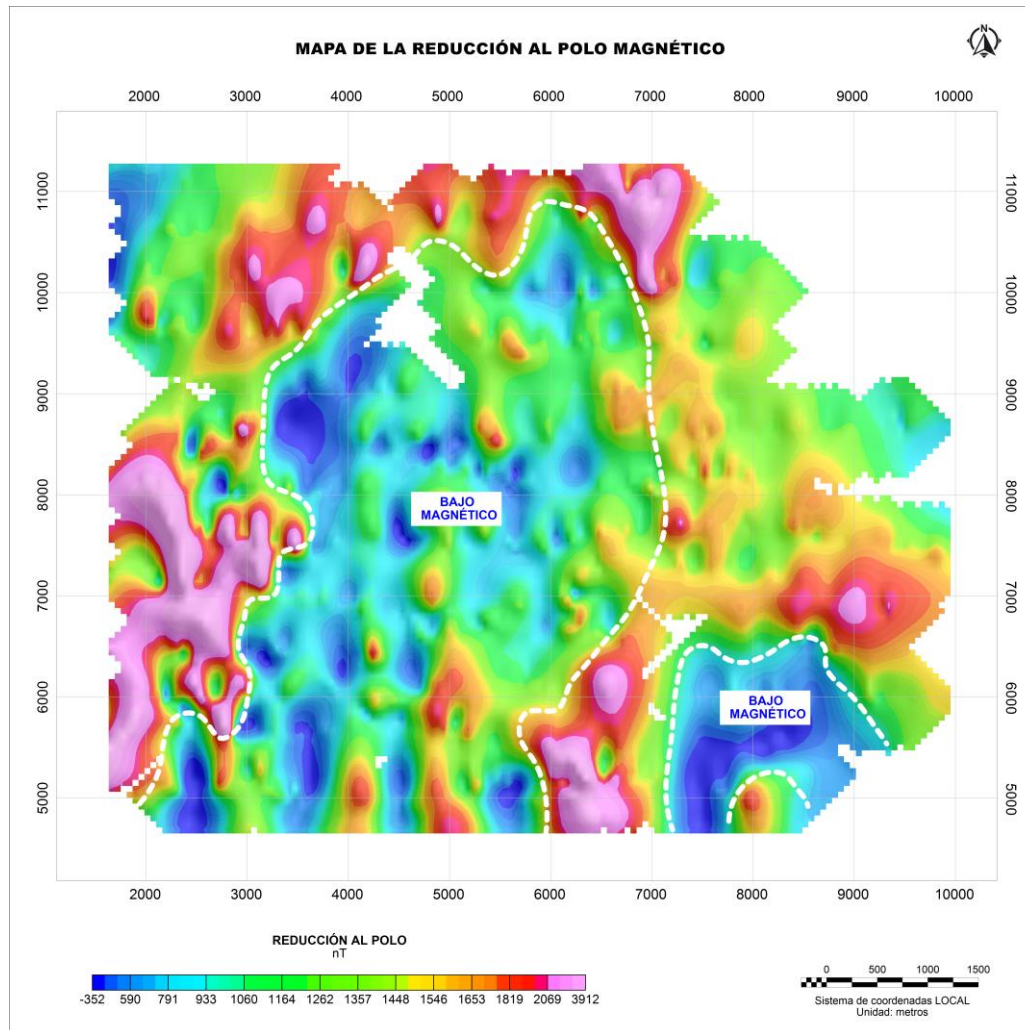 MAPA DE LA REDUCCIÓN AL POLO MAGNÉTICO
N
2000 3000 4000 5000 6000 7000 8000 9000 10000
11000 11000
10000 10000
9000 9000
8000 8000
BAJO
MAGNÉTICO
7000 7000
6000 6000
BAJO
MAGNÉTICO
5000 5000
2000 3000 4000 5000 6000 7000 8000 9000 10000
REDUCCIÓN AL POLO
nT
-352 590 791 933 1060 1164 1262 1357 1448 1546 1653 1819 2069 3912
0 500 1000 1500
Sistema de coordenadas LOCAL
Unidad: metros